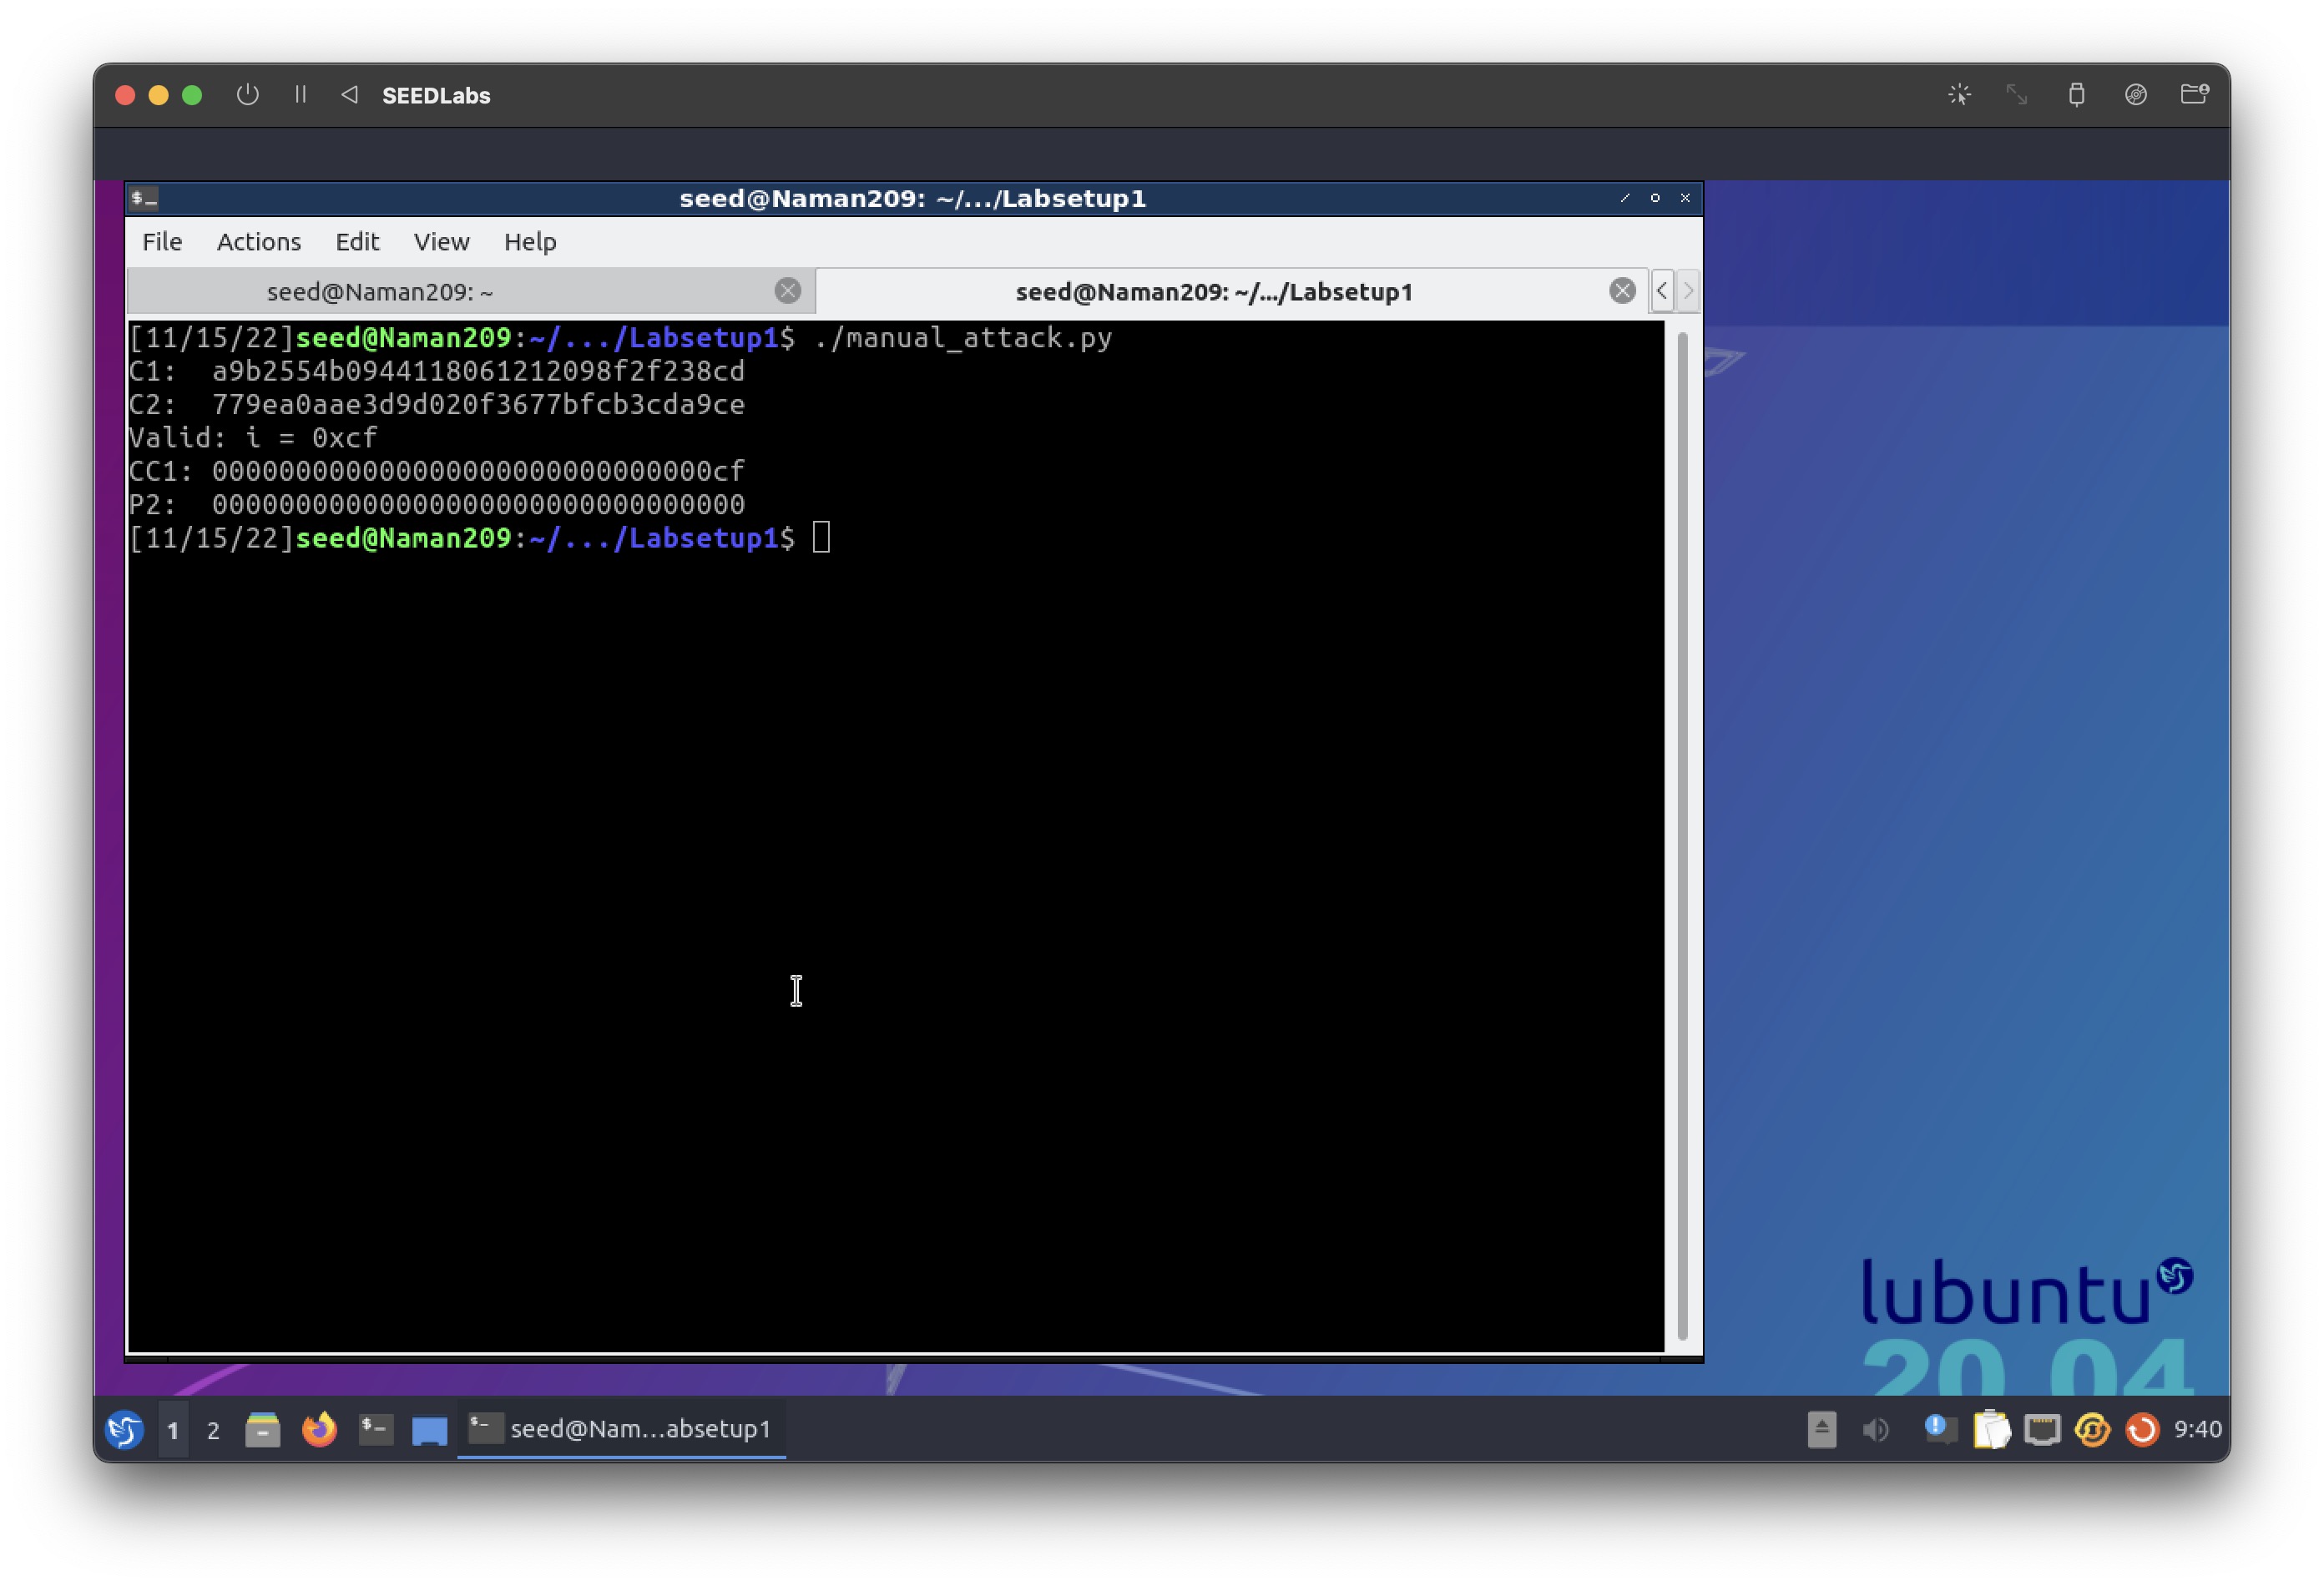 SEEDLabs
seed@Naman209: ~/.../Labsetup1
File Actions Edit View Help
seed@Naman209: ~
seed@Naman209: ~/.../Labsetup1
[11/15/22]seed@Naman209:~/.../Labsetup1$ ./manual_attack.py
C1:  a9b2554b0944118061212098f2f238cd
C2:  779ea0aae3d9d020f3677bfcb3cda9ce
Valid: i = 0xcf
CC1: 000000000000000000000000000000cf
P2:  00000000000000000000000000000000
[11/15/22]seed@Naman209:~/.../Labsetup1$
lubuntu
20.04
1 2 seed@Nam...absetup1 9:40